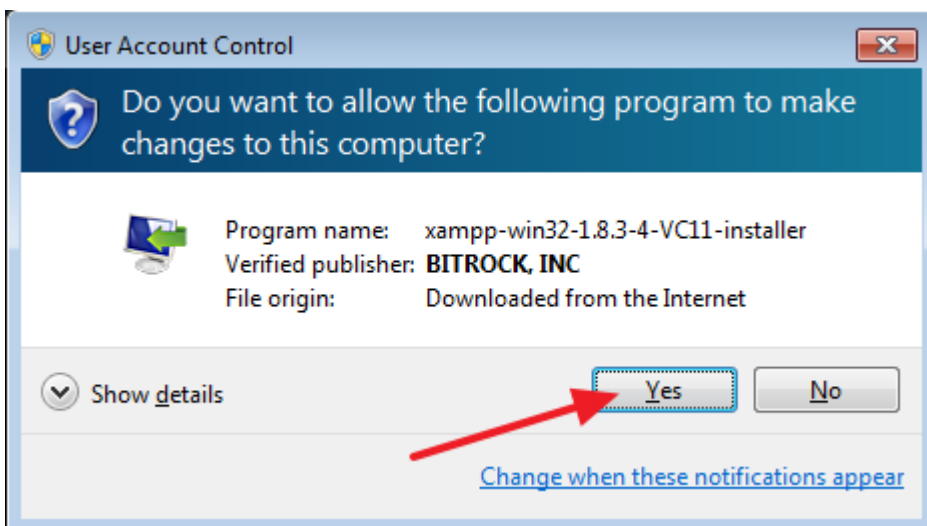 User Account Control
Do you want to allow the following program to make
changes to this computer?
Program name: xampp-win32-1.8.3-4-VC11-installer
Verified publisher: BITROCK, INC
File origin: Downloaded from the Internet
Show details
Yes
No
Change when these notifications appear